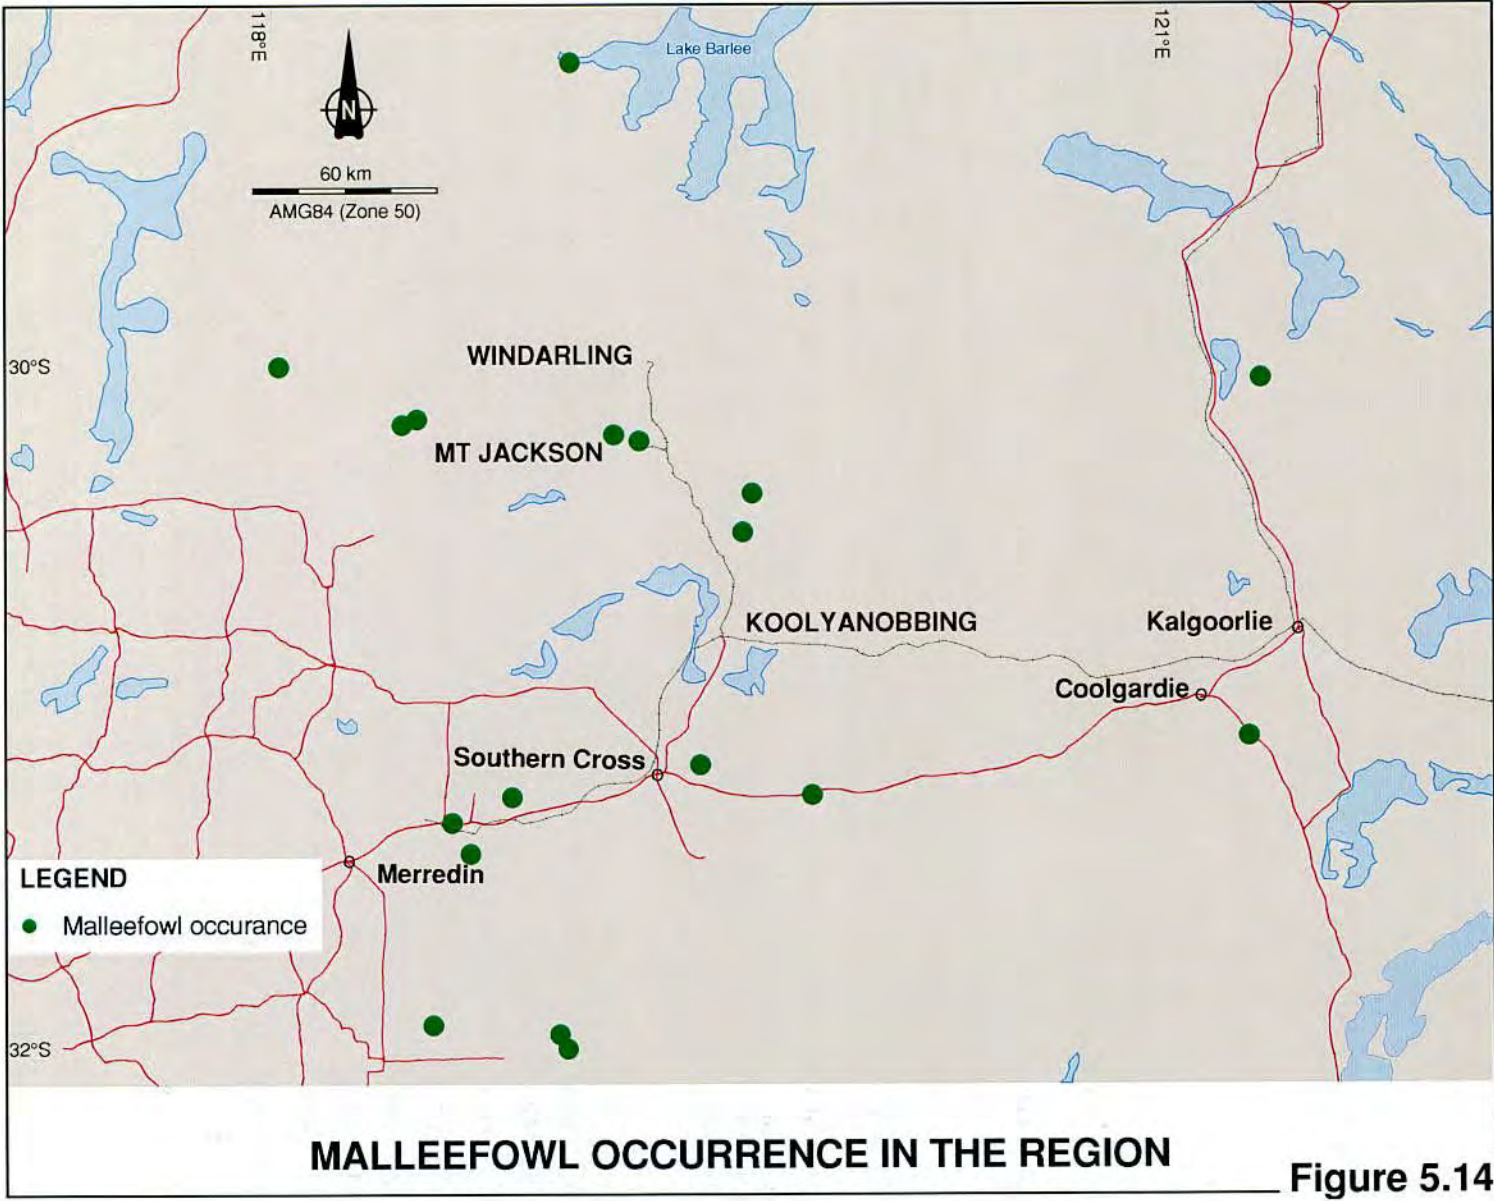 118°E
121°E
Lake Barlee
N
60 km
AMG84 (Zone 50)
30°S
WINDARLING
MT JACKSON
KOOLYANOBBING
Kalgoorlie
Coolgardie
Southern Cross
Merredin
LEGEND
Malleefowl occurance
32°S
MALLEEFOWL OCCURRENCE IN THE REGION
Figure 5.14